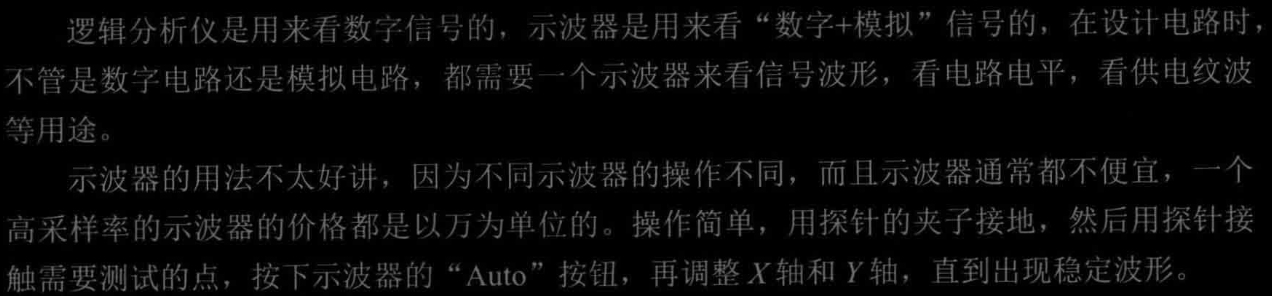 逻辑分析仪是用来看数字信号的，示波器是用来看“数字+模拟”信号的，在设计电路时，
不管是数字电路还是模拟电路，都需要一个示波器来看信号波形，看电路电平，看供电纹波
等用途。
示波器的用法不太好讲，因为不同示波器的操作不同，而且示波器通常都不便宜，一个
高采样率的示波器的价格都是以万为单位的。操作简单，用探针的夹子接地，然后用探针接
触需要测试的点，按下示波器的“Auto”按钮，再调整 X 轴和 Y 轴，直到出现稳定波形。